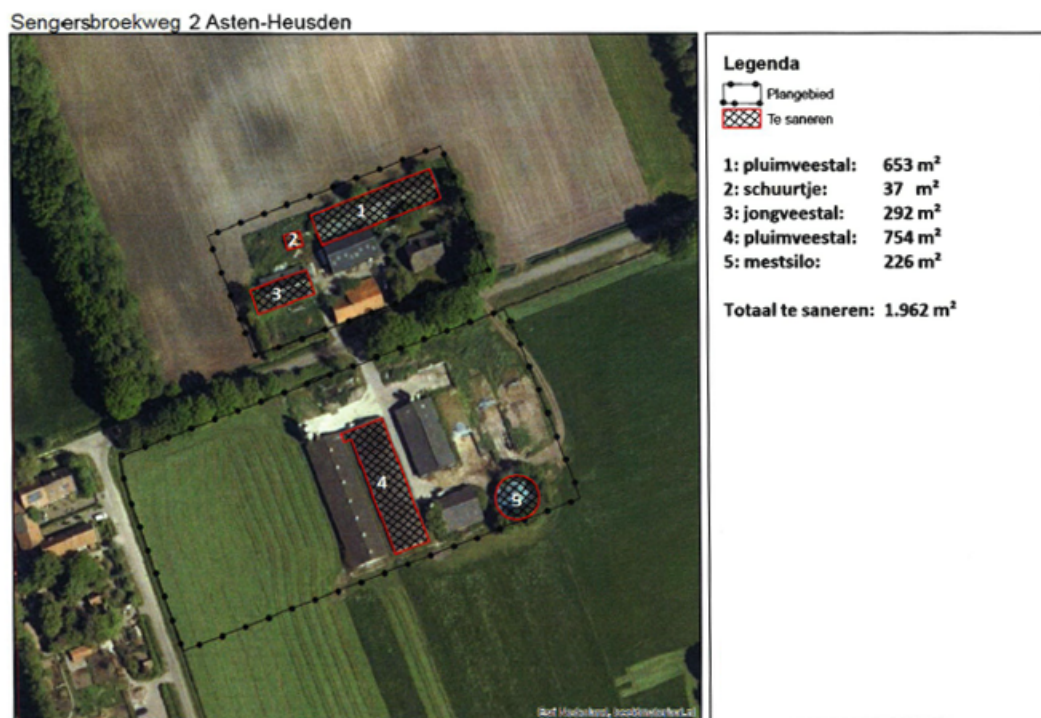 Sengersbroekweg 2 Asten-Heusden
Legenda
Plangebied
Te saneren
1: pluimveestal: 653 m²
2: schuurtje: 37 m²
3: jongveestal: 292 m²
4: pluimveestal: 754 m²
5: mestsilo: 226 m²
Totaal te saneren: 1.962 m²
1
2
3
4
5